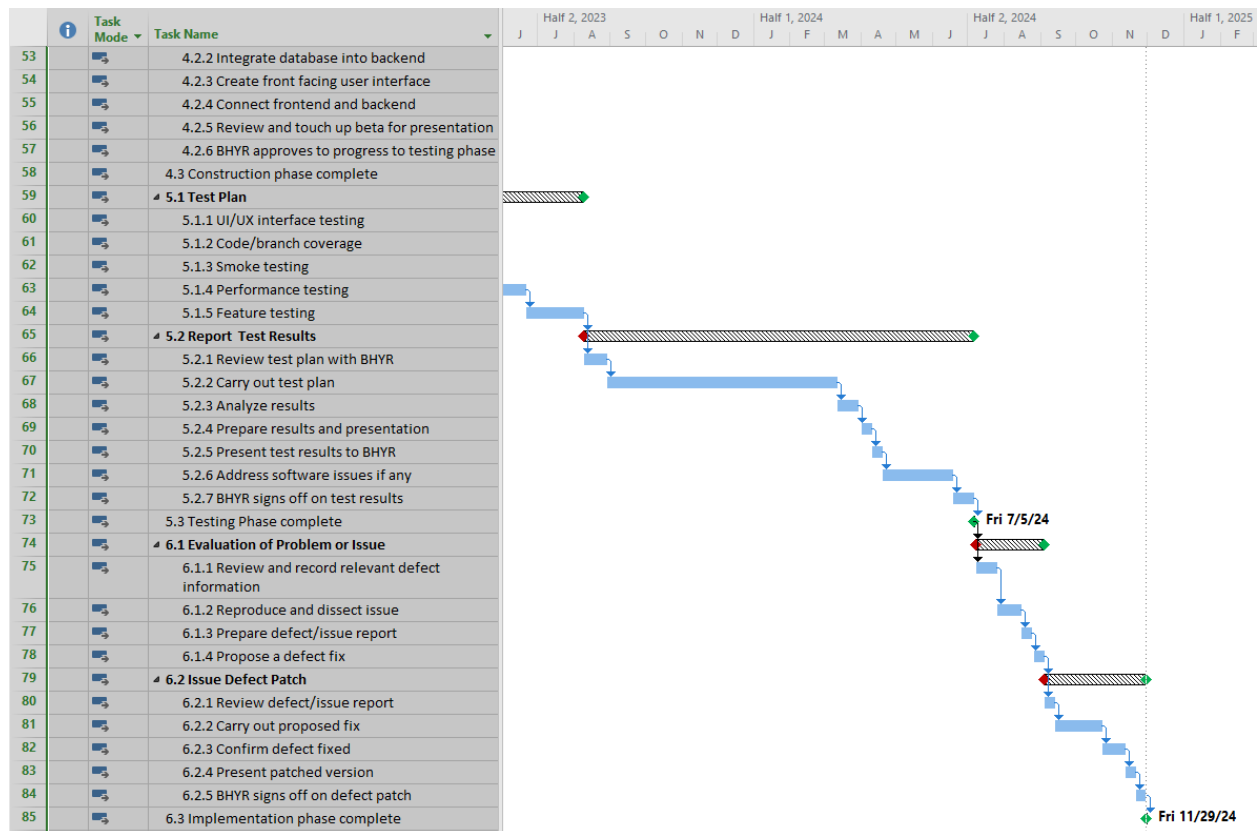 Half 2, 2023 Half 1, 2024 Half 2, 2024 Half 1, 2025
Task Mode Task Name J J A S O N D J F M A M J J A S O N D J F
53 4.2.2 Integrate database into backend
54 4.2.3 Create front facing user interface
55 4.2.4 Connect frontend and backend
56 4.2.5 Review and touch up beta for presentation
57 4.2.6 BHYR approves to progress to testing phase
58 4.3 Construction phase complete
59 5.1 Test Plan
60 5.1.1 UI/UX interface testing
61 5.1.2 Code/branch coverage
62 5.1.3 Smoke testing
63 5.1.4 Performance testing
64 5.1.5 Feature testing
65 5.2 Report Test Results
66 5.2.1 Review test plan with BHYR
67 5.2.2 Carry out test plan
68 5.2.3 Analyze results
69 5.2.4 Prepare results and presentation
70 5.2.5 Present test results to BHYR
71 5.2.6 Address software issues if any
72 5.2.7 BHYR signs off on test results
73 5.3 Testing Phase complete Fri 7/5/24
74 6.1 Evaluation of Problem or Issue
75 6.1.1 Review and record relevant defect
information
76 6.1.2 Reproduce and dissect issue
77 6.1.3 Prepare defect/issue report
78 6.1.4 Propose a defect fix
79 6.2 Issue Defect Patch
80 6.2.1 Review defect/issue report
81 6.2.2 Carry out proposed fix
82 6.2.3 Confirm defect fixed
83 6.2.4 Present patched version
84 6.2.5 BHYR signs off on defect patch
85 6.3 Implementation phase complete Fri 11/29/24